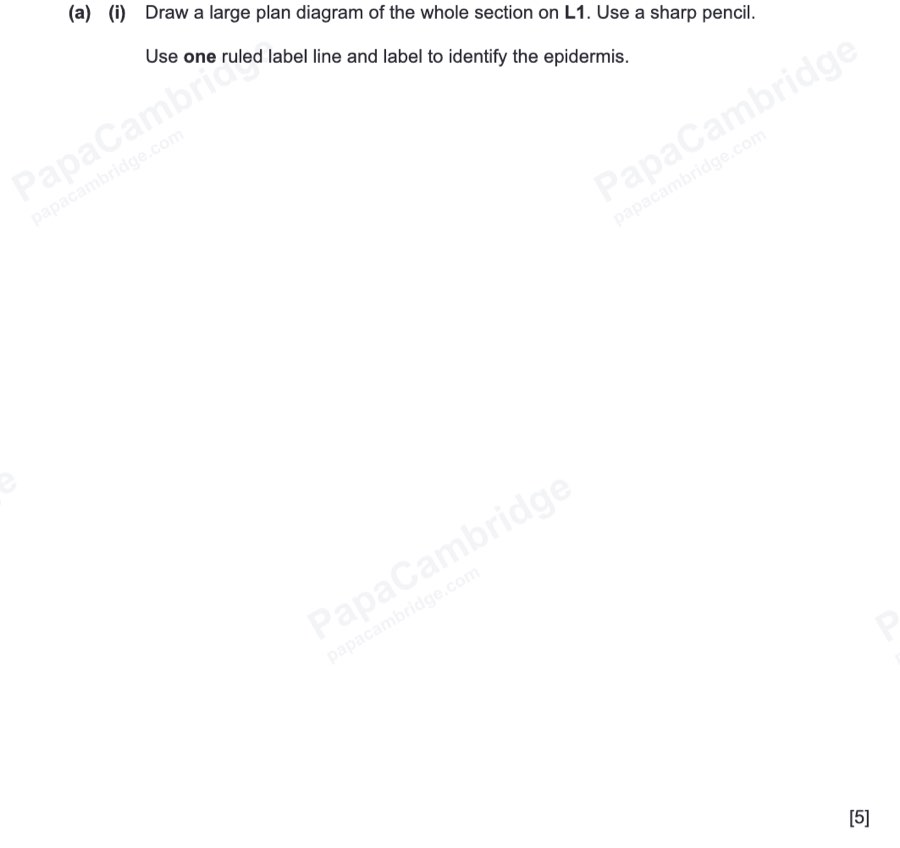 (a) (i) Draw a large plan diagram of the whole section on L1. Use a sharp pencil.
Use one ruled label line and label to identify the epidermis.
PapaCambridge
papacambridge.com
PapaCambridge
papacambridge.com
e
PapaCambridge
papacambridge.com
P
[5]